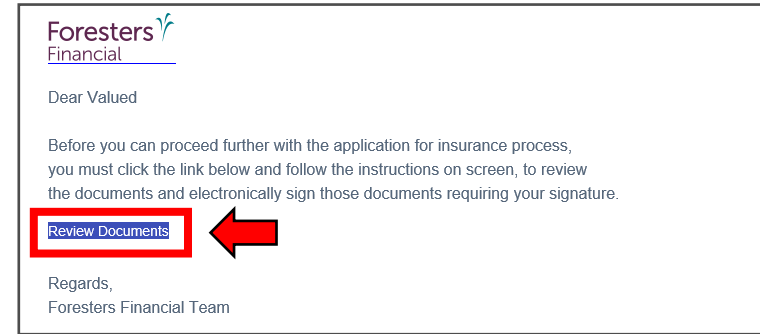 Foresters
Financial
Dear Valued
Before you can proceed further with the application for insurance process,
you must click the link below and follow the instructions on screen, to review
the documents and electronically sign those documents requiring your signature.
Review Documents
Regards,
Foresters Financial Team